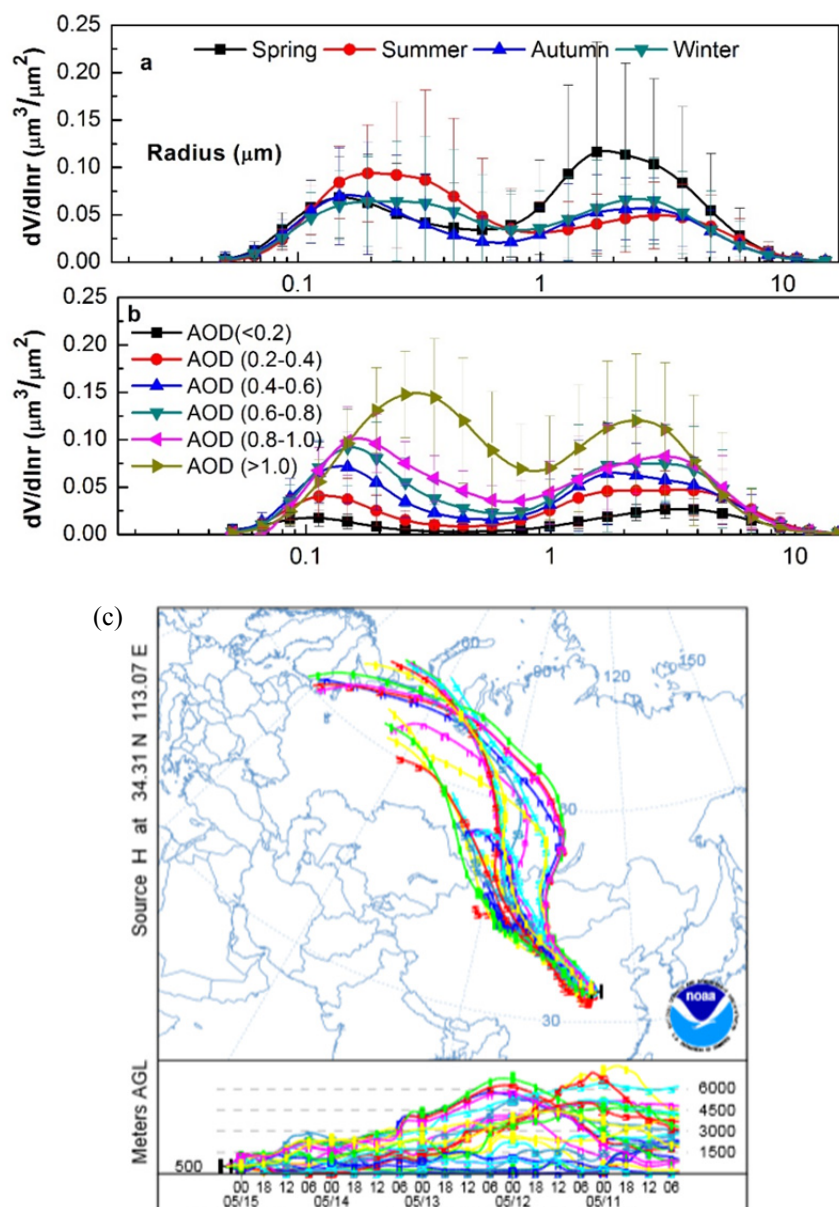 0.25
a
Spring Summer Autumn Winter
0.20
0.15
Radius (μm)
0.10
0.05
0.00
dV/dlnr (μm³/μm²)
0.1 1 10
0.25
b
AOD(<0.2)
0.20
AOD (0.2-0.4)
AOD (0.4-0.6)
0.15
AOD (0.6-0.8)
0.10
AOD (0.8-1.0)
AOD (>1.0)
0.05
0.00
dV/dlnr (μm³/μm²)
0.1 1 10
(c)
Source H at 34.31 N 113.07 E
60
90
120
150
30
noaa
Meters AGL
6000
4500
3000
1500
500
00 18 12 06 00 18 12 06 00 18 12 06 00 18 12 06 00 18 12 06
05/15 05/14 05/13 05/12 05/11